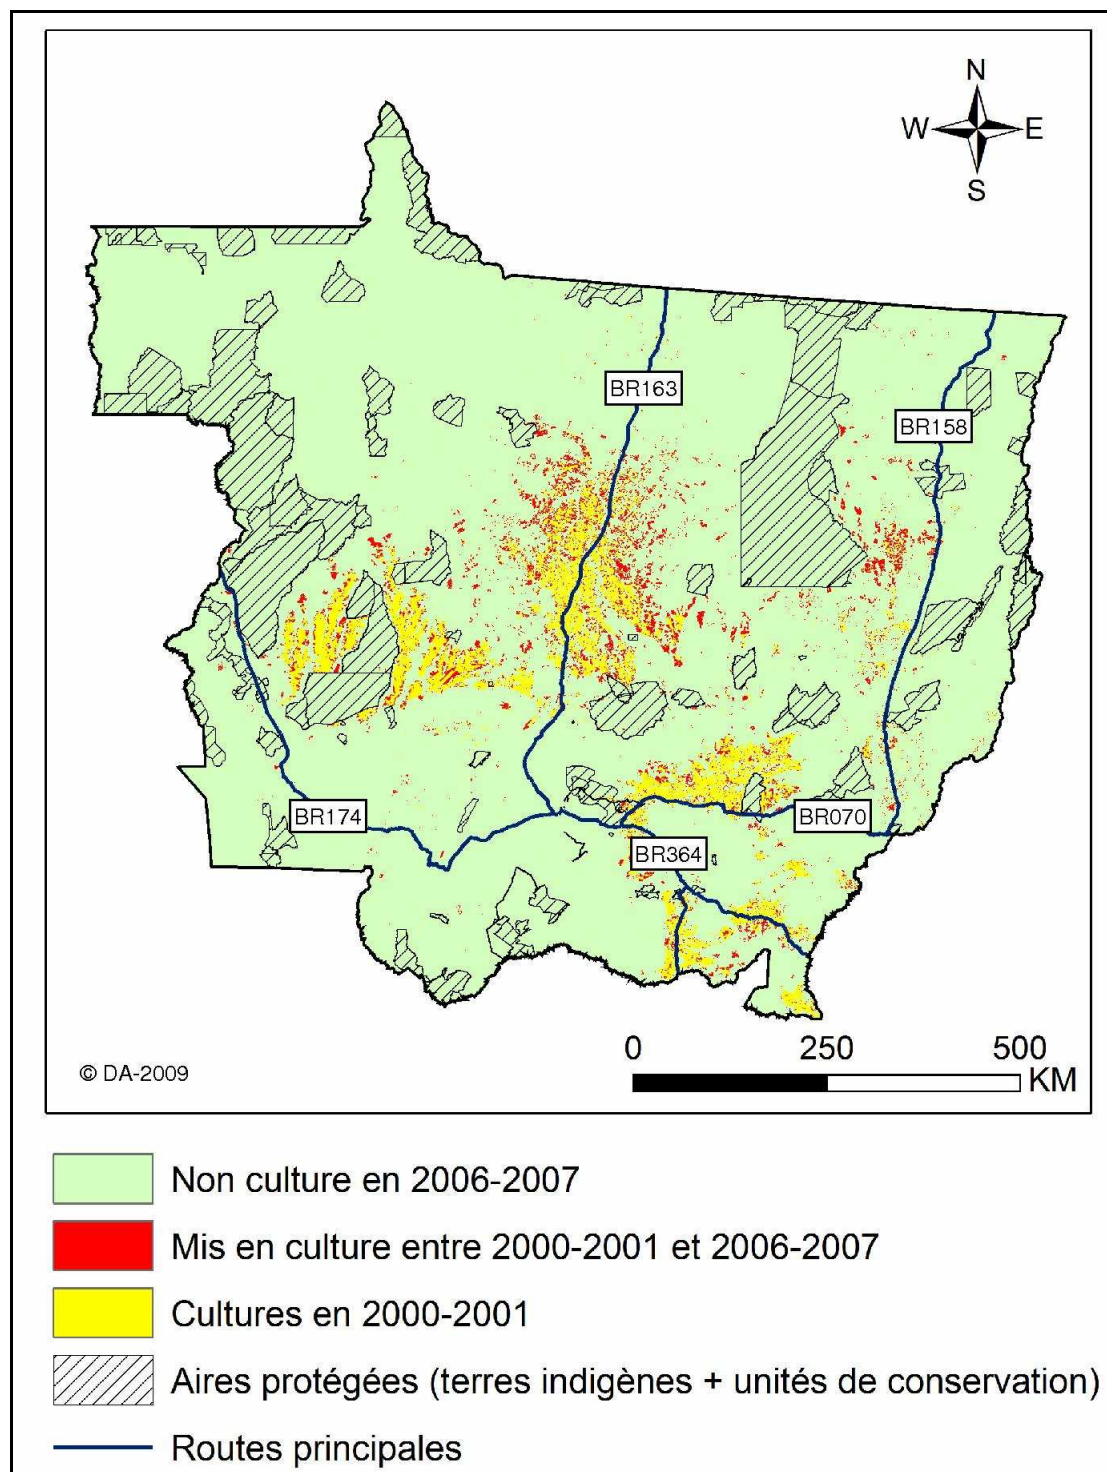 N
W E
S
BR163
BR158
BR174
BR070
BR364
0 250 500
KM
© DA-2009
Non culture en 2006-2007
Mis en culture entre 2000-2001 et 2006-2007
Cultures en 2000-2001
Aires protégées (terres indigènes + unités de conservation)
Routes principales